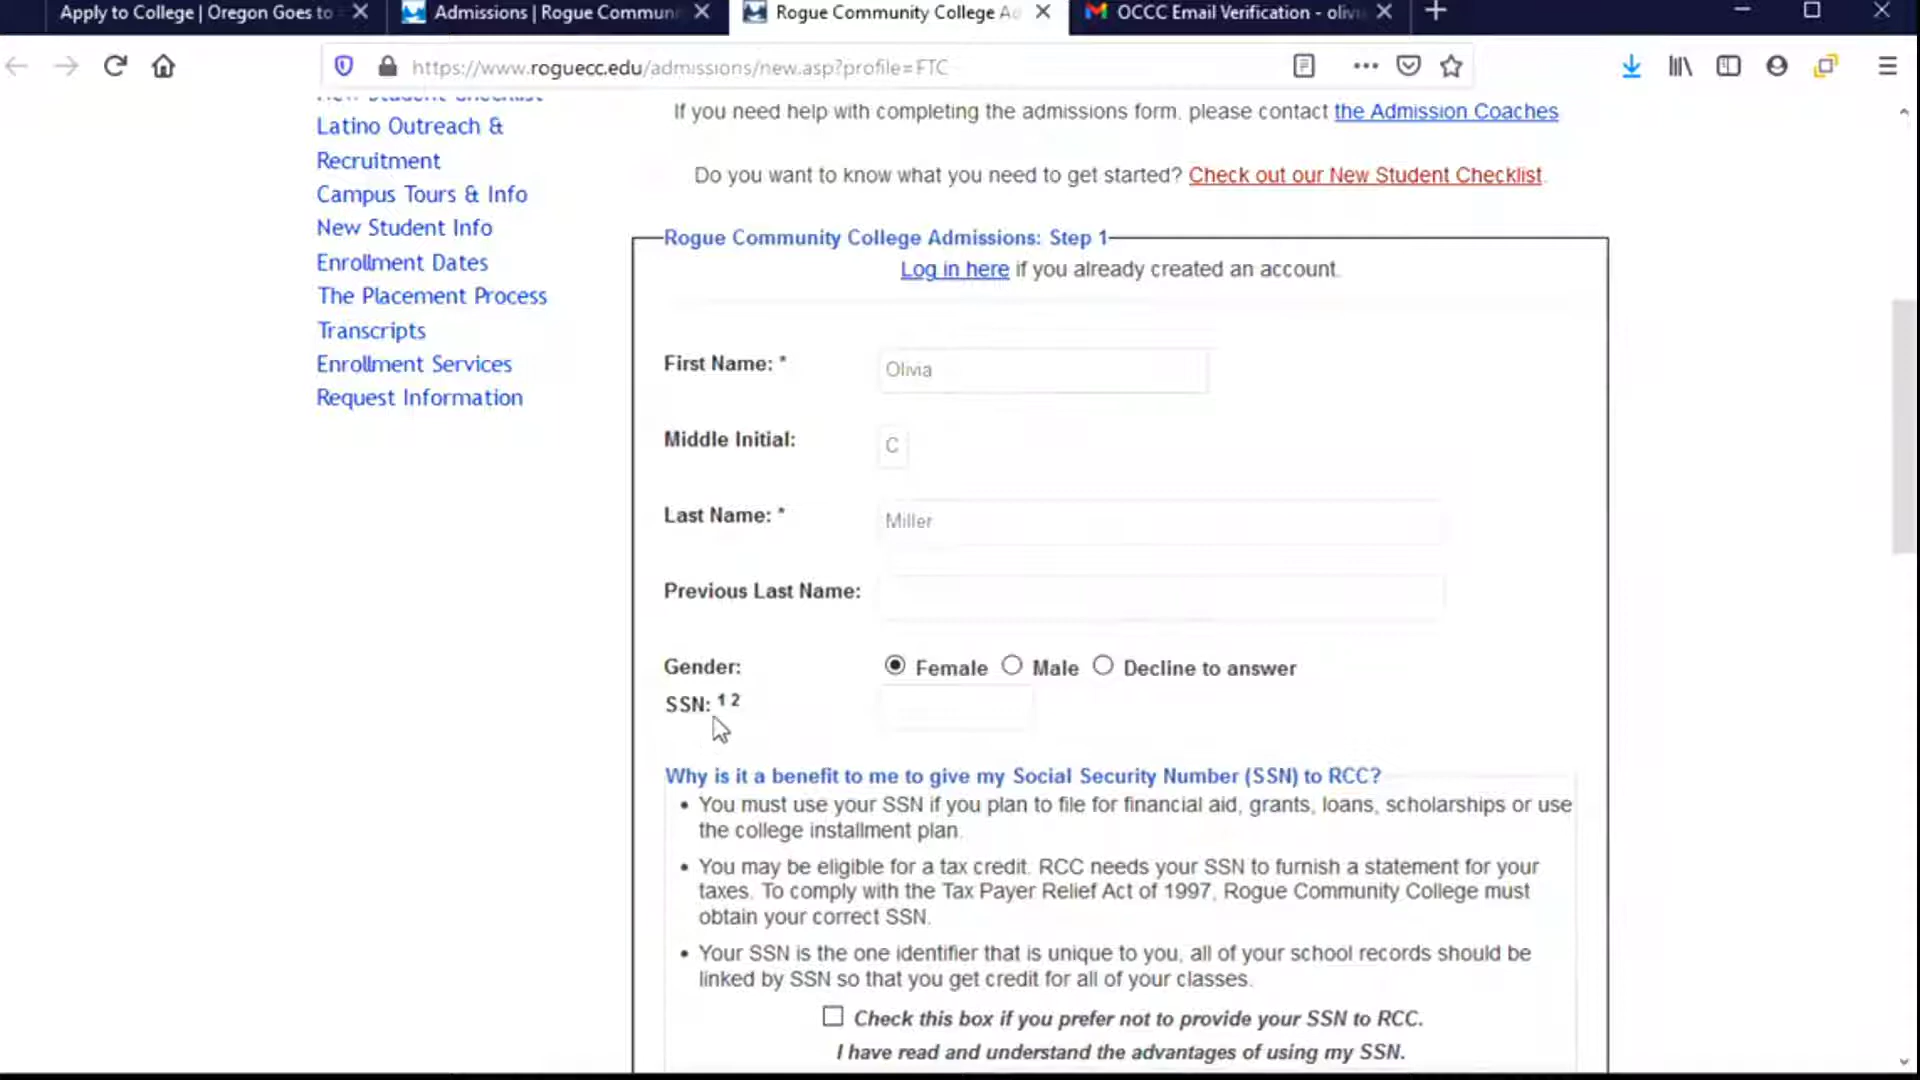 Apply to College | Oregon Goes to
Admissions | Rogue Commun
Rogue Community College Ad
OCCC Email Verification - olivi
https://www.roguecc.edu/admissions/new.asp?profile=FTC
New Student Checklist
Latino Outreach &
Recruitment
Campus Tours & Info
New Student Info
Enrollment Dates
The Placement Process
Transcripts
Enrollment Services
Request Information
If you need help with completing the admissions form, please contact the Admission Coaches
Do you want to know what you need to get started? Check out our New Student Checklist.
Rogue Community College Admissions: Step 1
Log in here if you already created an account.
First Name: * Olivia
Middle Initial: C
Last Name: * Miller
Previous Last Name:
Gender: Female Male Decline to answer
SSN: 1 2
Why is it a benefit to me to give my Social Security Number (SSN) to RCC?
• You must use your SSN if you plan to file for financial aid, grants, loans, scholarships or use
the college installment plan.
• You may be eligible for a tax credit. RCC needs your SSN to furnish a statement for your
taxes. To comply with the Tax Payer Relief Act of 1997, Rogue Community College must
obtain your correct SSN.
• Your SSN is the one identifier that is unique to you, all of your school records should be
linked by SSN so that you get credit for all of your classes.
Check this box if you prefer not to provide your SSN to RCC.
I have read and understand the advantages of using my SSN.